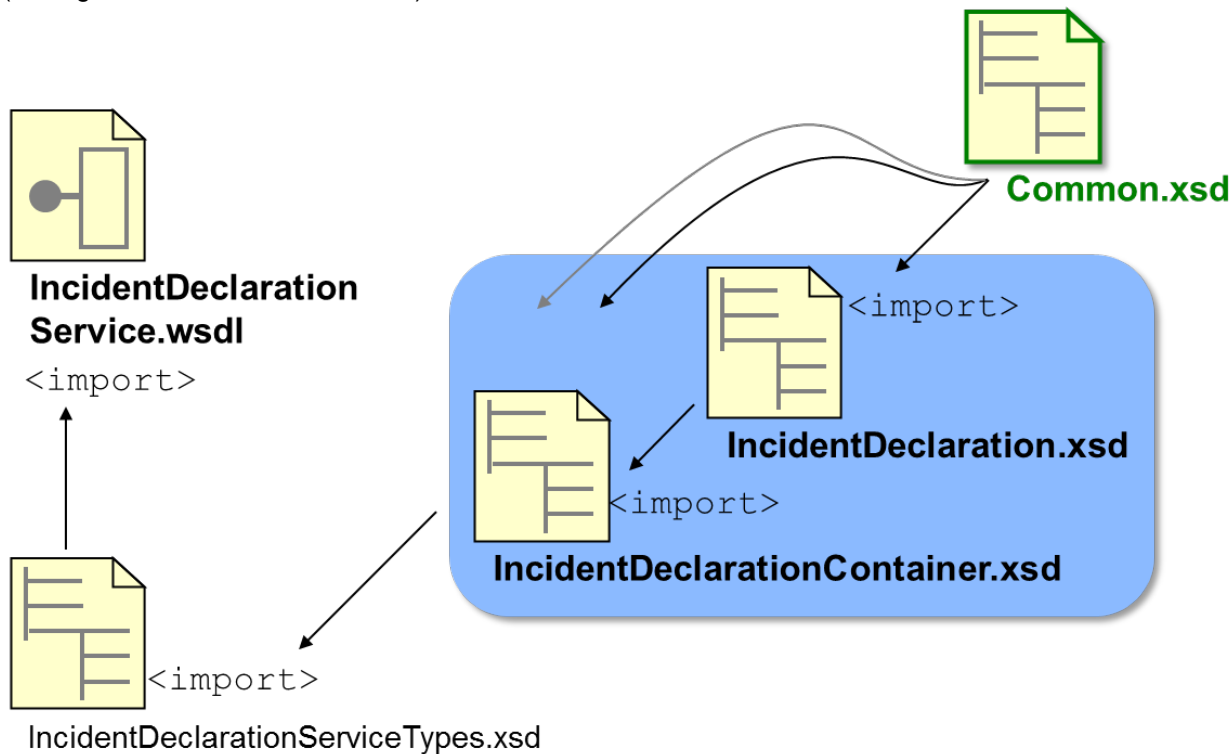 Common.xsd
IncidentDeclaration
Service.wsdl
<import>
<import>
IncidentDeclaration.xsd
<import>
IncidentDeclarationContainer.xsd
<import>
IncidentDeclarationServiceTypes.xsd